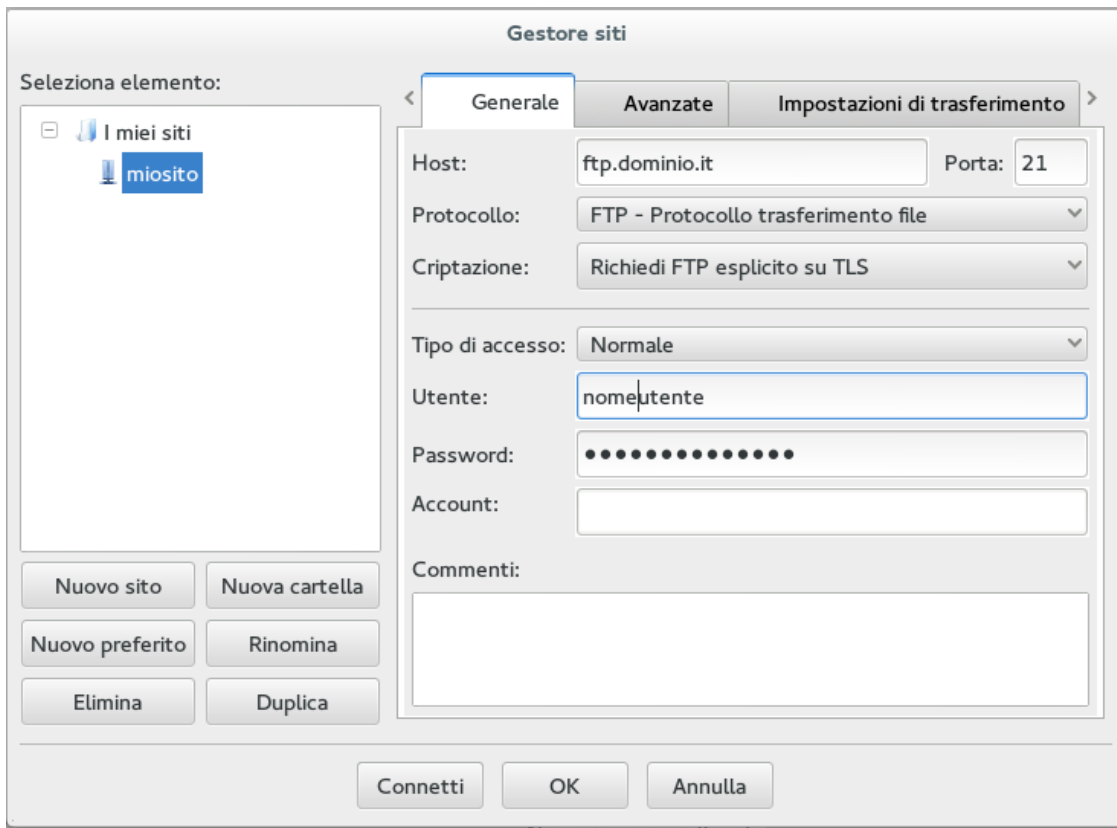 Gestore siti
Seleziona elemento:
I miei siti
miosito
Nuovo sito
Nuova cartella
Nuovo preferito
Rinomina
Elimina
Duplica
Generale
Avanzate
Impostazioni di trasferimento
Host: ftp.dominio.it Porta: 21
Protocollo: FTP - Protocollo trasferimento file
Criptazione: Richiedi FTP esplicito su TLS
Tipo di accesso: Normale
Utente: nomeutente
Password: ••••••••••••••
Account:
Commenti:
Connetti
OK
Annulla